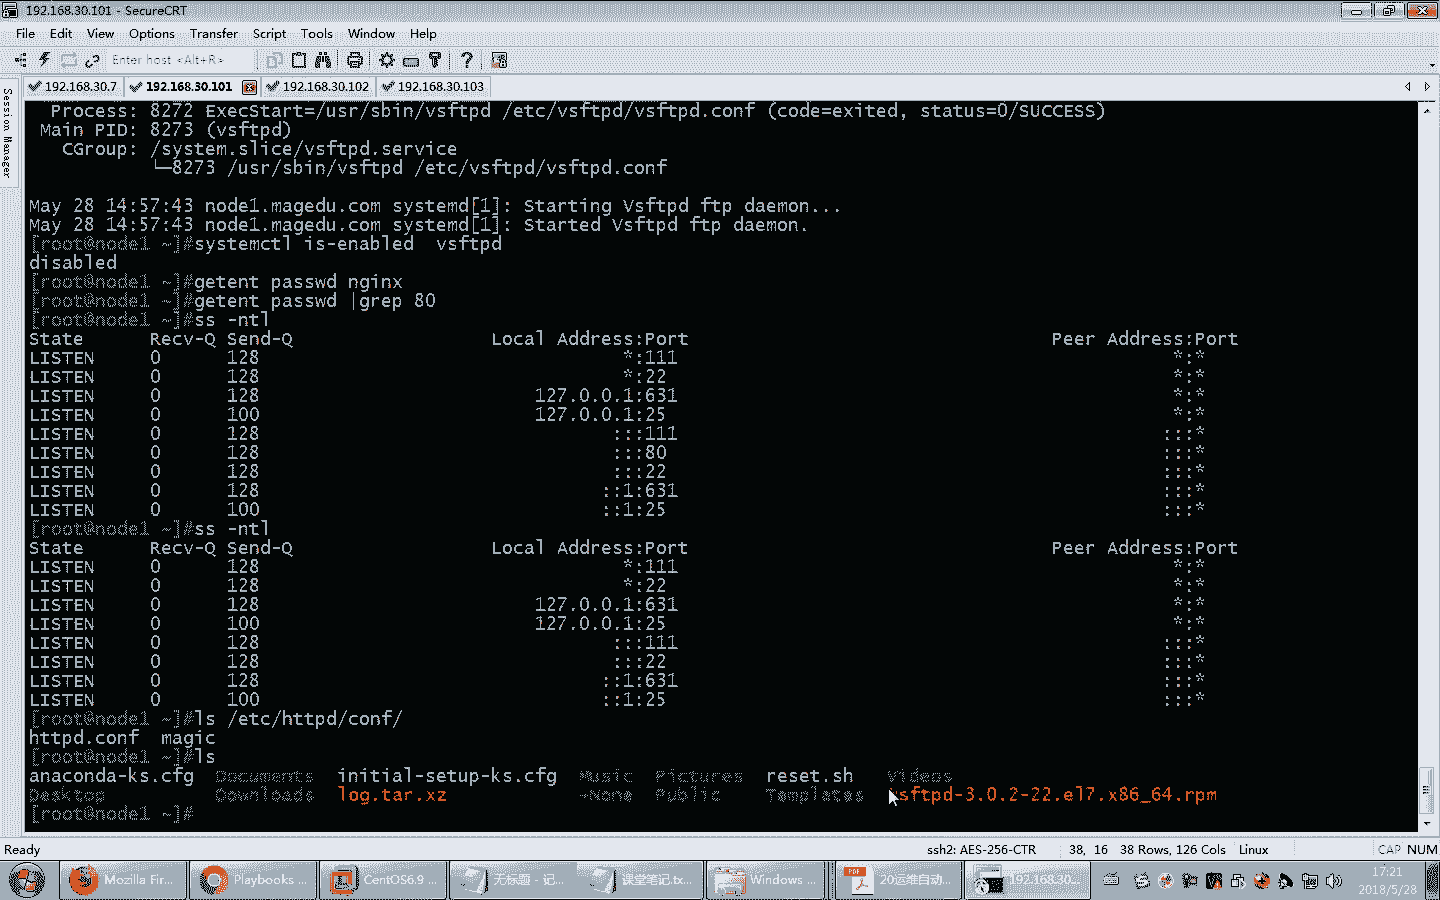 192.168.30.101 - SecureCRT
File Edit View Options Transfer Script Tools Window Help
Enter host <Alt+R>
192.168.30.7 192.168.30.101 192.168.30.102 192.168.30.103
Session Manager
Process: 8272 ExecStart=/usr/sbin/vsftpd /etc/vsftpd/vsftpd.conf (code=exited, status=0/SUCCESS)
Main PID: 8273 (vsftpd)
CGroup: /system.slice/vsftpd.service
└─8273 /usr/sbin/vsftpd /etc/vsftpd/vsftpd.conf
May 28 14:57:43 node1.magedu.com systemd[1]: Starting Vsftpd ftp daemon...
May 28 14:57:43 node1.magedu.com systemd[1]: Started Vsftpd ftp daemon.
[root@node1 ~]#systemctl is-enabled  vsftpd
disabled
[root@node1 ~]#getent passwd nginx
[root@node1 ~]#getent passwd |grep 80
[root@node1 ~]#ss -ntl
State Recv-Q Send-Q Local Address:Port Peer Address:Port
LISTEN 0 128 *:111 *:*
LISTEN 0 128 *:22 *:*
LISTEN 0 128 127.0.0.1:631 *:*
LISTEN 0 100 127.0.0.1:25 *:*
LISTEN 0 128 :::111 :::*
LISTEN 0 128 :::80 :::*
LISTEN 0 128 :::22 :::*
LISTEN 0 128 ::1:631 :::*
LISTEN 0 100 ::1:25 :::*
[root@node1 ~]#ss -ntl
State Recv-Q Send-Q Local Address:Port Peer Address:Port
LISTEN 0 128 *:111 *:*
LISTEN 0 128 *:22 *:*
LISTEN 0 128 127.0.0.1:631 *:*
LISTEN 0 100 127.0.0.1:25 *:*
LISTEN 0 128 :::111 :::*
LISTEN 0 128 :::22 :::*
LISTEN 0 128 ::1:631 :::*
LISTEN 0 100 ::1:25 :::*
[root@node1 ~]#ls /etc/httpd/conf/
httpd.conf  magic
[root@node1 ~]#ls
anaconda-ks.cfg Documents initial-setup-ks.cfg Music Pictures reset.sh Videos
Desktop Downloads log.tar.xz ~None Public Templates vsftpd-3.0.2-22.el7.x86_64.rpm
[root@node1 ~]#
Ready ssh2: AES-256-CTR 38, 16 38 Rows, 126 Cols Linux CAP NUM
Mozilla Fir... Playbooks ... CentOS6.9 ... 无标题 - 记... 课堂笔记.tx... Windows ... PDF 20运维自动... 192.168.30... 17:21
2018/5/28